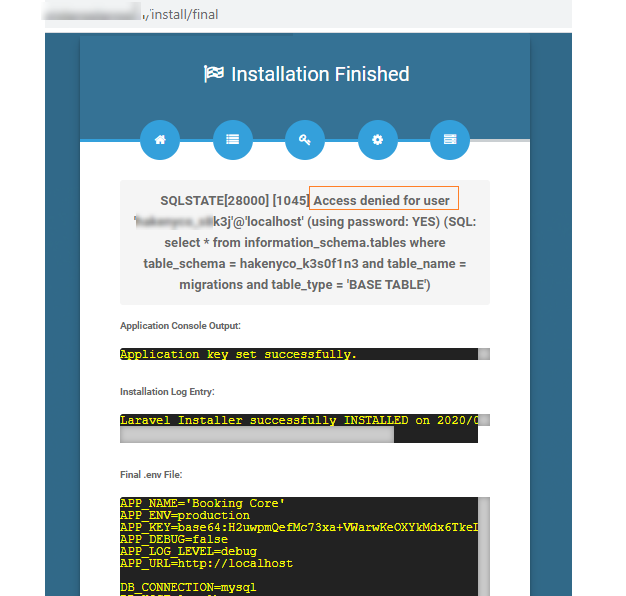 /install/final
Installation Finished
SQLSTATE[28000] [1045] Access denied for user
k3j'@'localhost' (using password: YES) (SQL:
select * from information_schema.tables where
table_schema = hakenyco_k3s0f1n3 and table_name =
migrations and table_type = 'BASE TABLE')
Application Console Output:
Application key set successfully.
Installation Log Entry:
Laravel Installer successfully INSTALLED on 2020/0
Final .env File:
APP_NAME='Booking Core'
APP_ENV=production
APP_KEY=base64:H2uwpmQefMc73xa+VWarwKeOXYkMdx6TkeI
APP_DEBUG=false
APP_LOG_LEVEL=debug
APP_URL=http://localhost
DB_CONNECTION=mysql